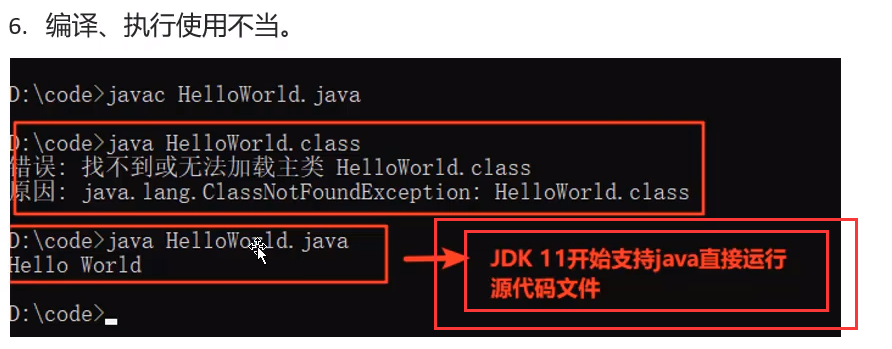 6. 编译、执行使用不当。
D:\code>javac HelloWorld.java
D:\code>java HelloWorld.class
错误: 找不到或无法加载主类 HelloWorld.class
原因: java.lang.ClassNotFoundException: HelloWorld.class
D:\code>java HelloWorld.java
Hello World
JDK 11开始支持java直接运行
源代码文件
D:\code>